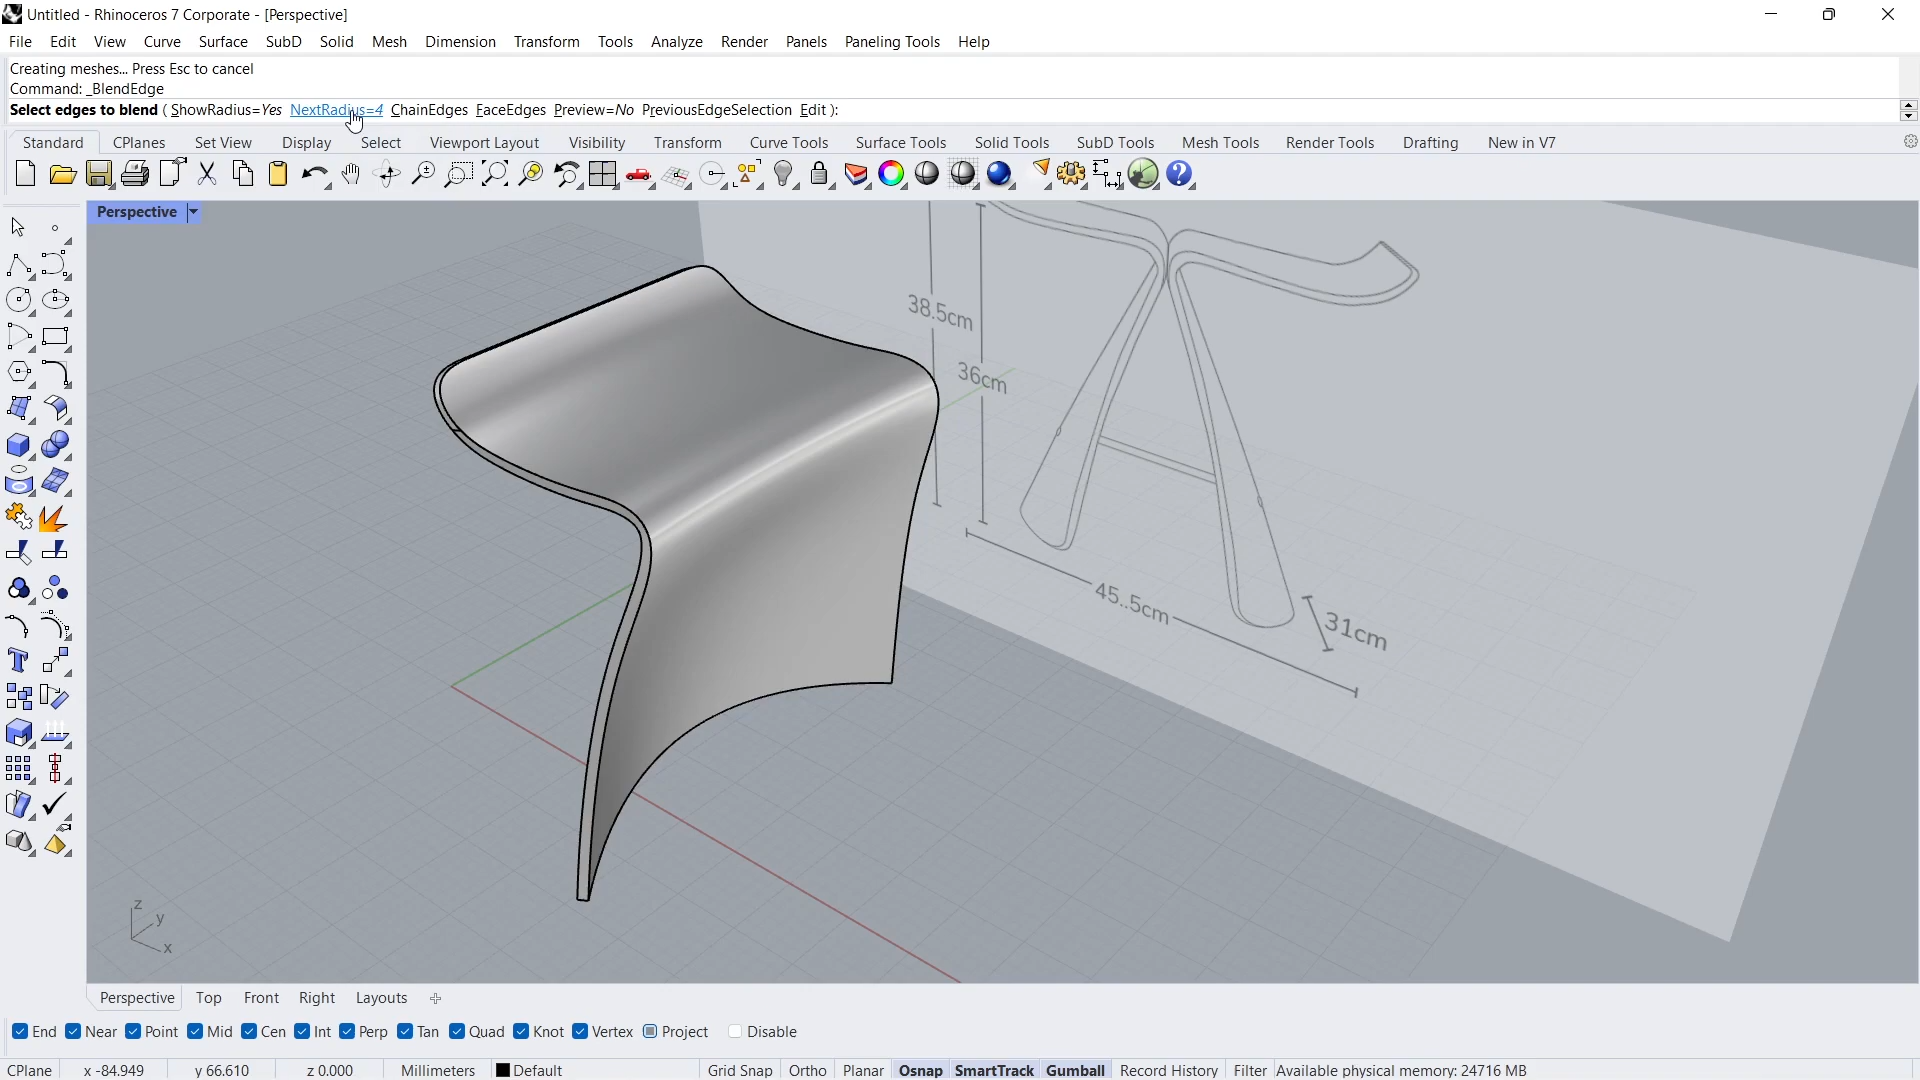 Untitled - Rhinoceros 7 Corporate - [Perspective]
File Edit View Curve Surface SubD Solid Mesh Dimension Transform Tools Analyze Render Panels Paneling Tools Help
Creating meshes... Press Esc to cancel
Command: _BlendEdge
Select edges to blend ( ShowRadius=Yes NextRadius=4 ChainEdges FaceEdges Preview=No PreviousEdgeSelection Edit ):
Standard CPlanes Set View Display Select Viewport Layout Visibility Transform Curve Tools Surface Tools Solid Tools SubD Tools Mesh Tools Render Tools Drafting New in V7
Perspective
38.5cm
36cm
45..5cm
31cm
z
y
x
Perspective Top Front Right Layouts
End Near Point Mid Cen Int Perp Tan Quad Knot Vertex Project Disable
CPlane x -84.949 y 66.610 z 0.000 Millimeters Default Grid Snap Ortho Planar Osnap SmartTrack Gumball Record History Filter Available physical memory: 24716 MB